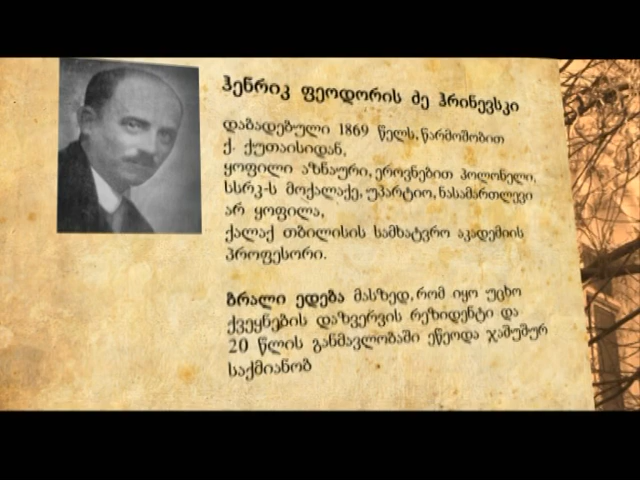 ჰენრიკ ფეოდორის ძე ჰრინევსკი
დაბადებული 1869 წელს, წარმოშობით
ქ. ქუთაისიდან,
ყოფილი აზნაური, ეროვნებით პოლონელი,
სსრკ-ს მოქალაქე, უპარტიო, ნასამართლევი
არ ყოფილა,
ქალაქ თბილისის სამხატვრო აკადემიის
პროფესორი.
ბრალი ედება მასზედ, რომ იყო უცხო
ქვეყნების დაზვერვის რეზიდენტი და
20 წლის განმავლობაში ეწეოდა ჯაშუშურ
საქმიანობ